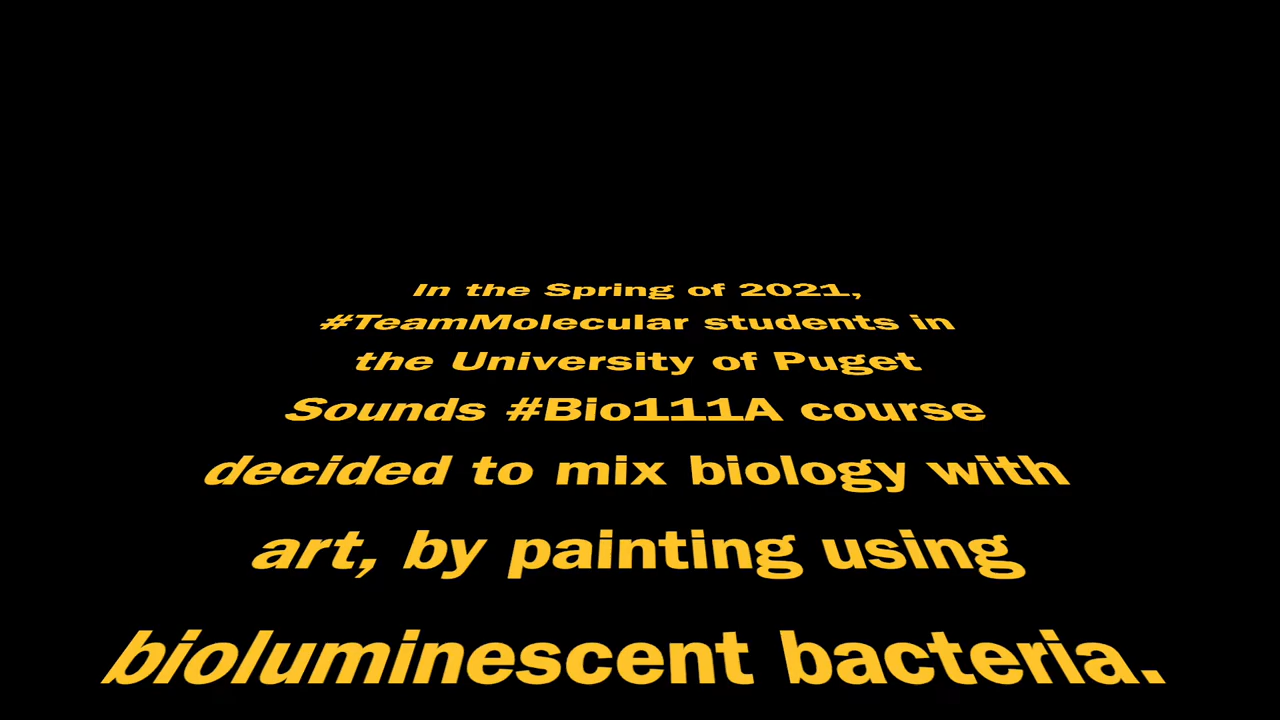 In the Spring of 2021,
#TeamMolecular students in
the University of Puget
Sounds #Bio111A course
decided to mix biology with
art, by painting using
bioluminescent bacteria.